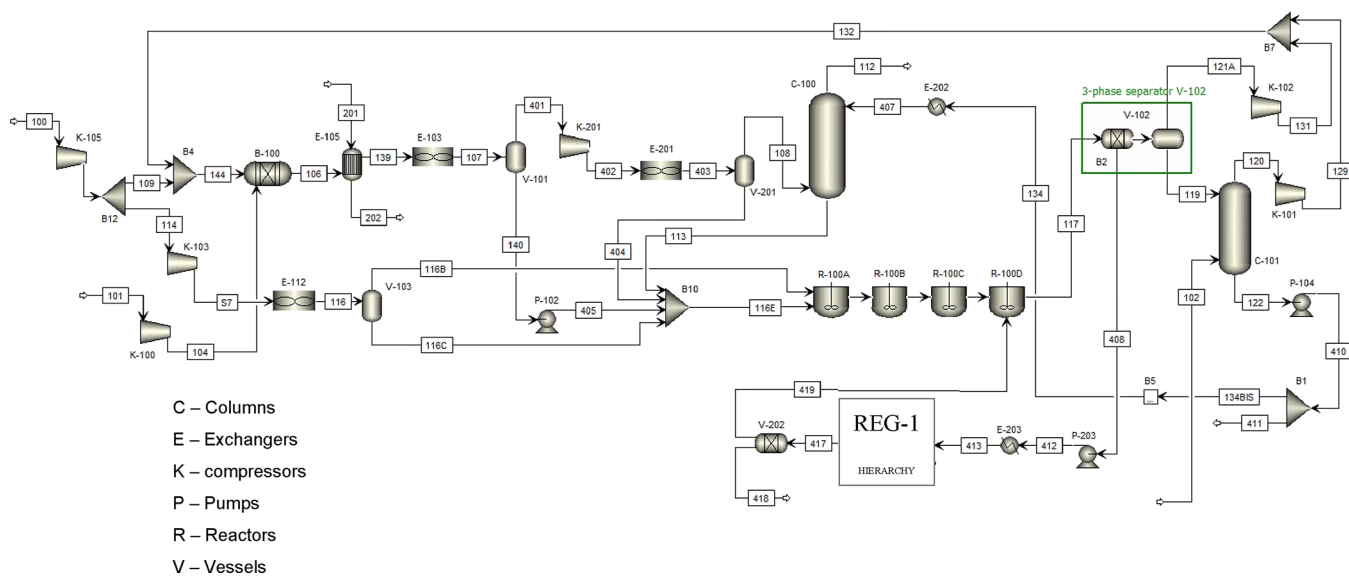 132
B7
129
121A
K-102
131
3-phase separator V-102
V-102
B2
112
C-100
E-202
407
100
K-105
201
E-105
E-103
139
107
401
K-201
V-101
E-201
402
403
108
V-201
B4
109
144
B-100
106
B12
202
114
K-103
134
117
119
120
K-101
C-101
140
404
113
116B
R-100A
R-100B
R-100C
R-100D
101
S7
E-112
116
V-103
P-102
405
B10
116E
102
122
P-104
K-100
104
116C
408
410
419
B5
134BIS
B1
411
C – Columns
E – Exchangers
K – compressors
P – Pumps
R – Reactors
V – Vessels
V-202
417
REG-1
HIERARCHY
413
E-203
412
P-203
418